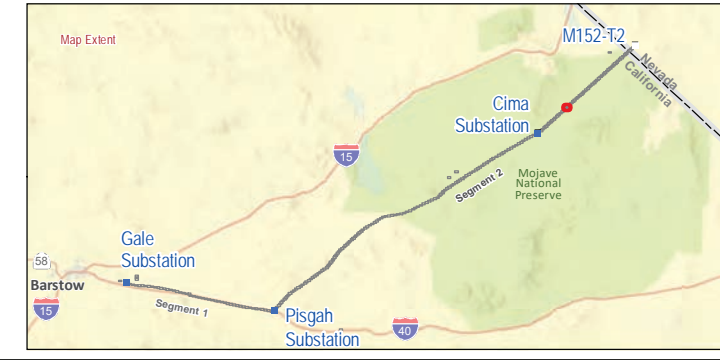 Map Extent
M152-T2
Nevada
California
Cima
Substation
15
Mojave
National
Preserve
Segment 2
Gale
Substation
58
Barstow
15
Segment 1
Pisgah
Substation
40